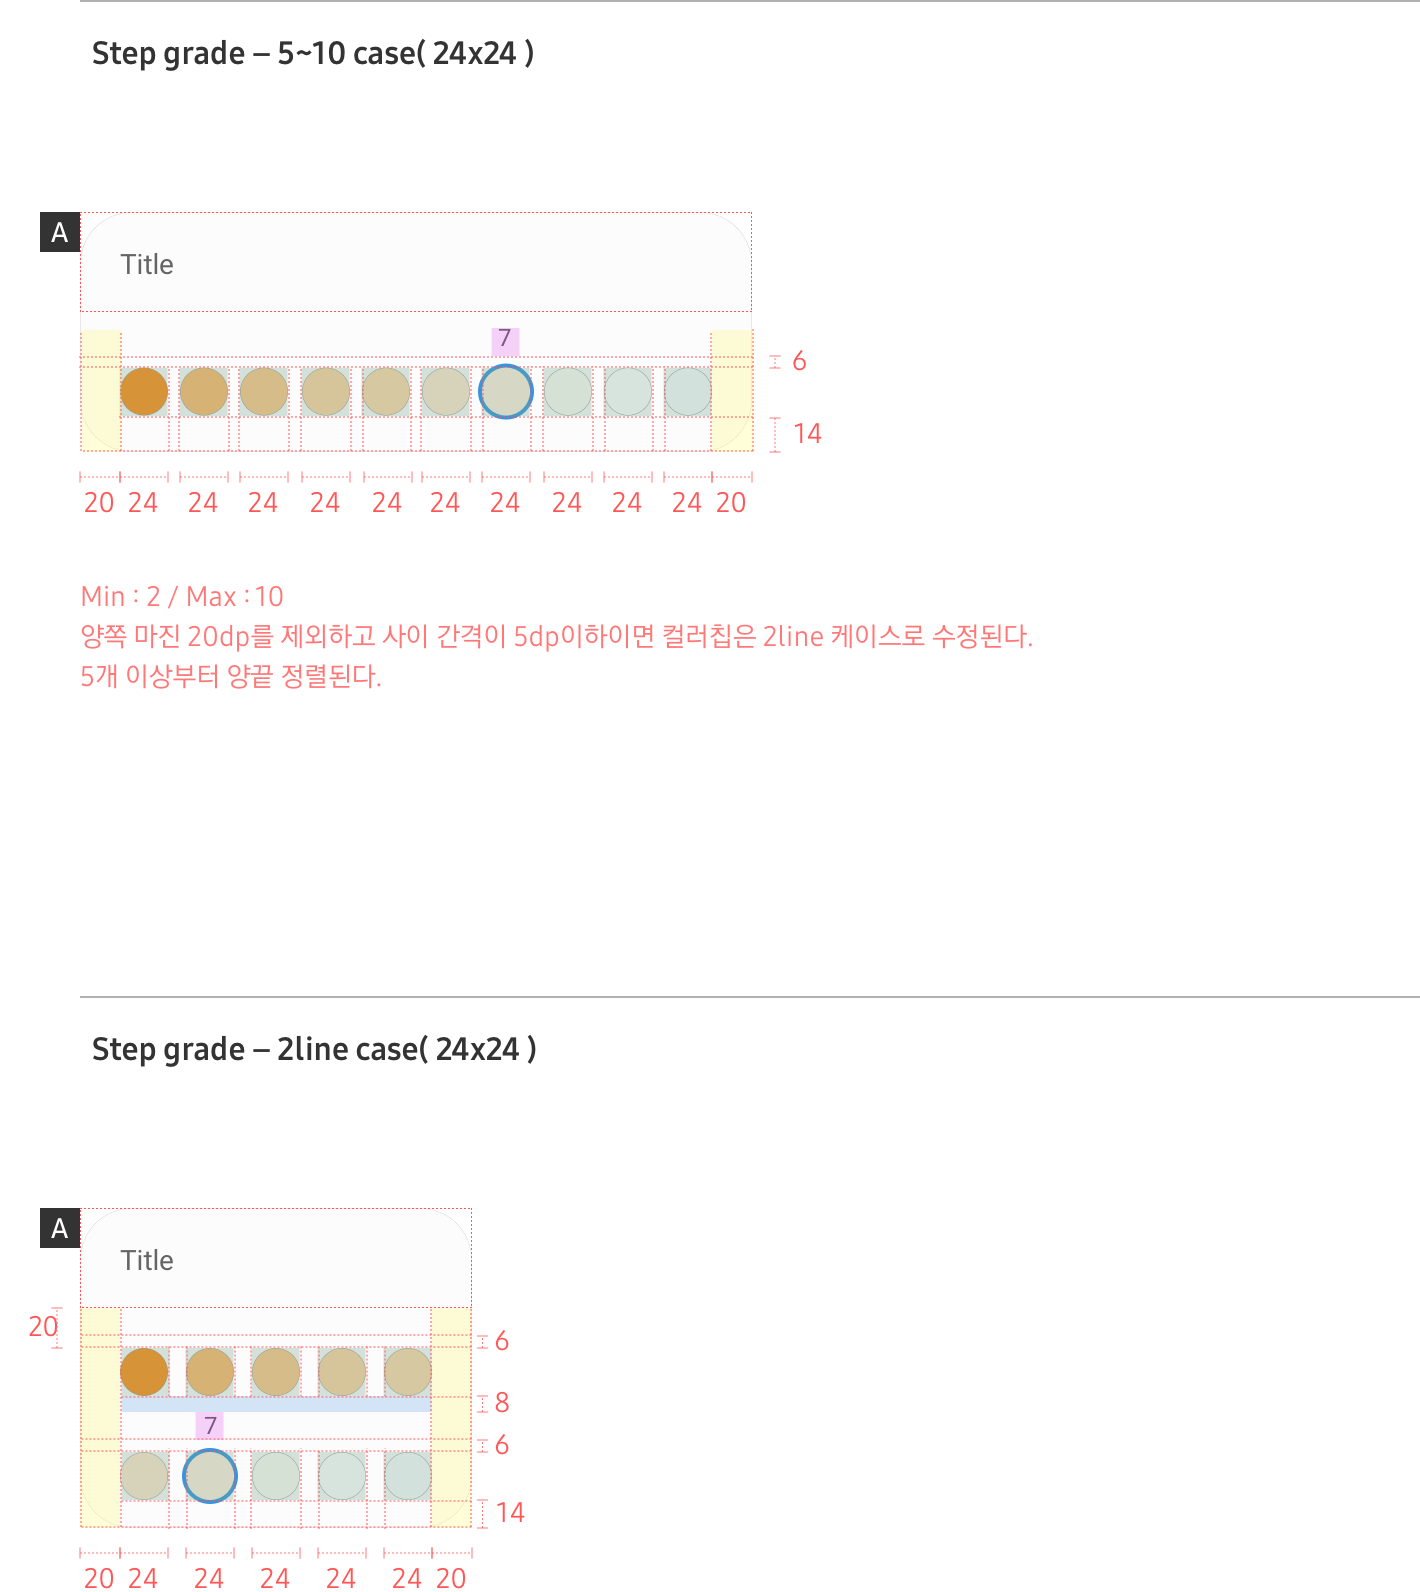 Step grade – 5~10 case( 24x24 )
A
Title
7
6
14
20 24 24 24 24 24 24 24 24 24 24 20
Min : 2 / Max : 10
양쪽 마진 20dp를 제외하고 사이 간격이 5dp이하이면 컬러칩은 2line 케이스로 수정된다.
5개 이상부터 양끝 정렬된다.
Step grade – 2line case( 24x24 )
A
Title
20
6
8
7
6
14
20 24 24 24 24 24 20